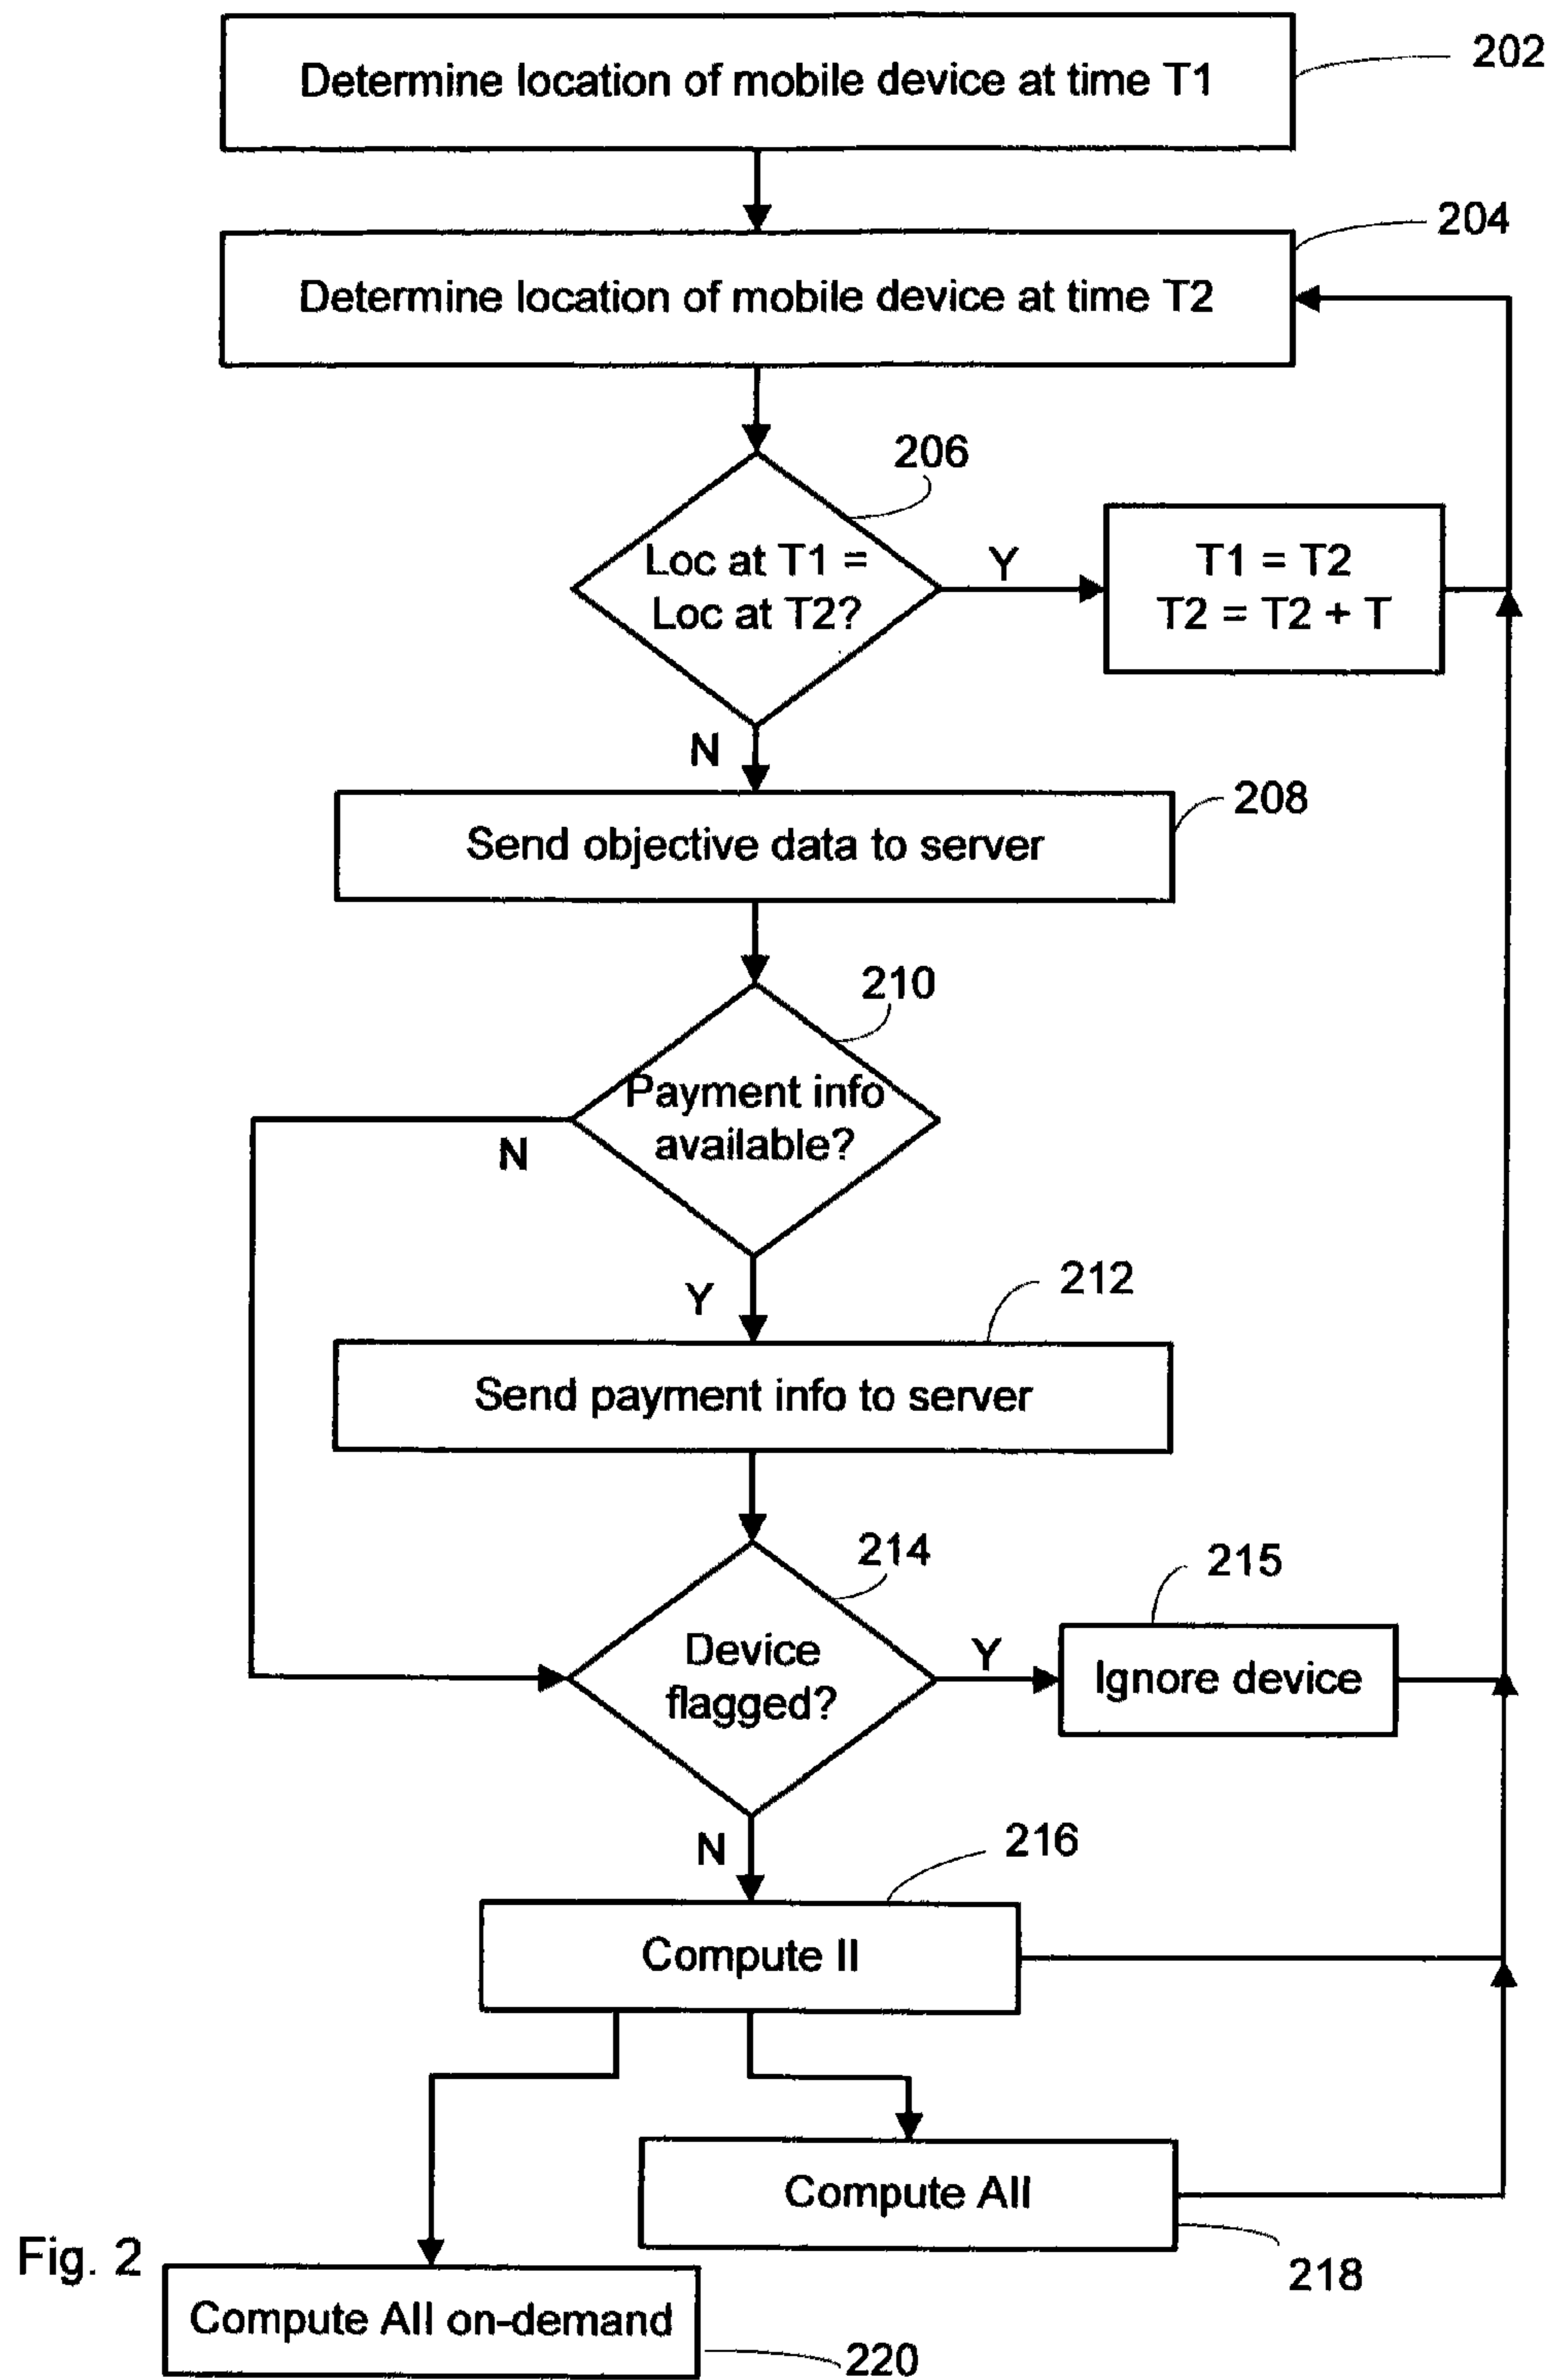 Determine location of mobile device at time T1
202
204
Determine location of mobile device at time T2
206
Loc at T1 =
Loc at T2?
Y
T1 = T2
T2 = T2 + T
N
208
Send objective data to server
210
Payment info
available?
N
Y
212
Send payment info to server
214
215
Device
flagged?
Y
Ignore device
N
216
Compute II
Compute AII
218
Fig. 2
Compute AII on-demand
220